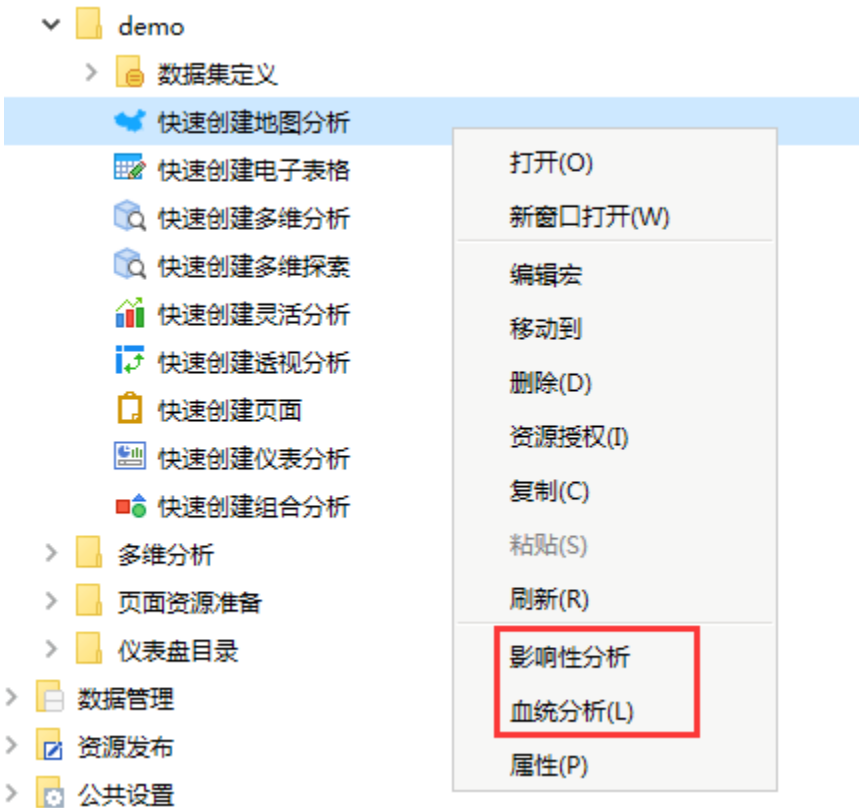 demo
数据集定义
快速创建地图分析
快速创建电子表格
快速创建多维分析
快速创建多维探索
快速创建灵活分析
快速创建透视分析
快速创建页面
快速创建仪表分析
快速创建组合分析
多维分析
页面资源准备
仪表盘目录
数据管理
资源发布
公共设置
打开(O)
新窗口打开(W)
编辑宏
移动到
删除(D)
资源授权(I)
复制(C)
粘贴(S)
刷新(R)
影响性分析
血统分析(L)
属性(P)